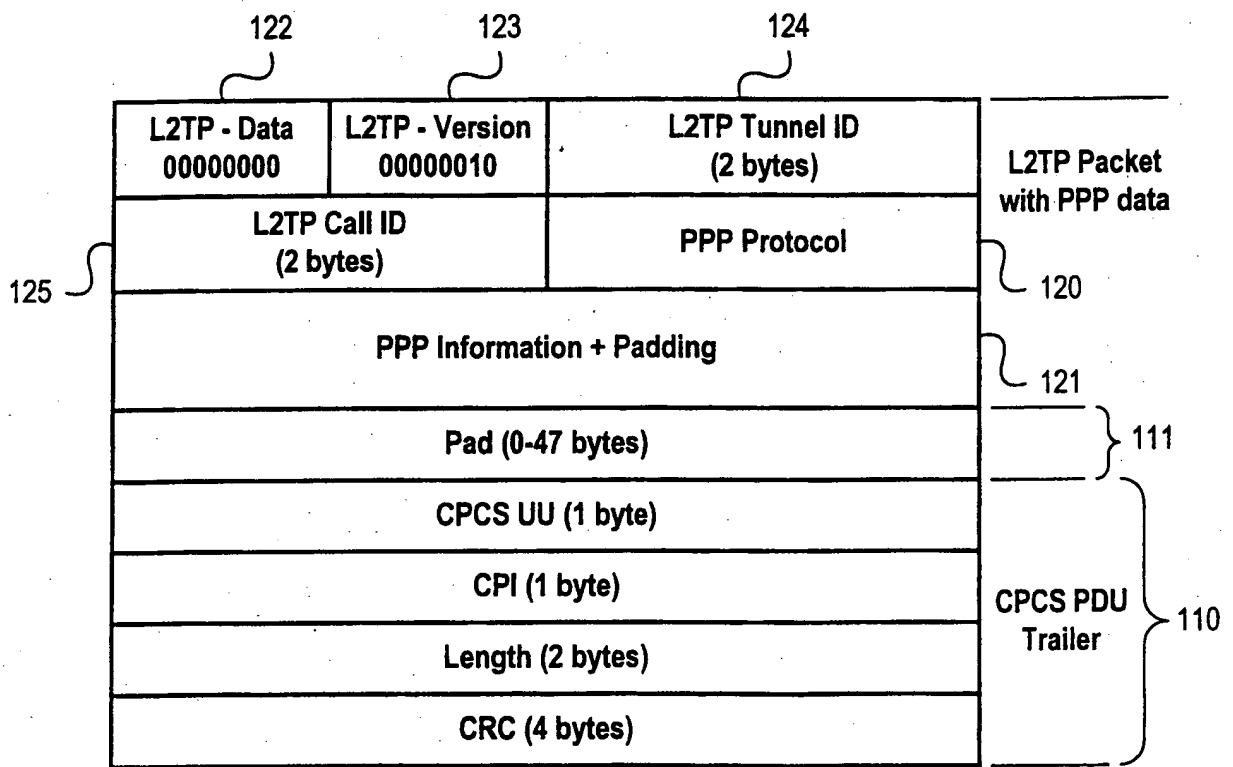 122
123
124
L2TP - Data
00000000
L2TP - Version
00000010
L2TP Tunnel ID
(2 bytes)
L2TP Packet
with PPP data
L2TP Call ID
(2 bytes)
PPP Protocol
125
120
PPP Information + Padding
121
Pad (0-47 bytes)
111
CPCS UU (1 byte)
CPI (1 byte)
CPCS PDU
Trailer
110
Length (2 bytes)
CRC (4 bytes)